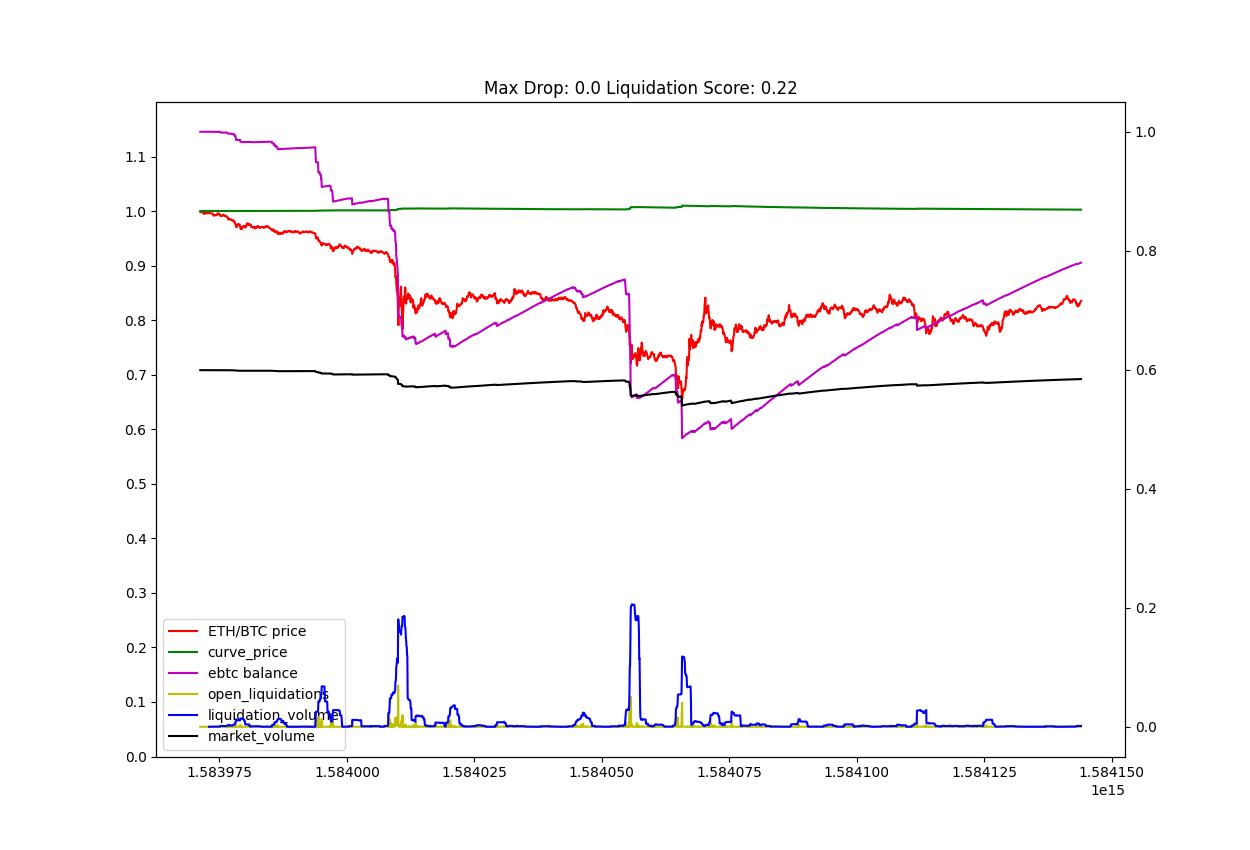 Max Drop: 0.0 Liquidation Score: 0.22
1.1
1.0
0.9
0.8
0.7
0.6
0.5
0.4
0.3
0.2
0.1
0.0
1.0
0.8
0.6
0.4
0.2
0.0
ETH/BTC price
curve_price
ebtc balance
open_liquidations
liquidation_volume
market_volume
1.583975 1.584000 1.584025 1.584050 1.584075 1.584100 1.584125 1.584150
1e15